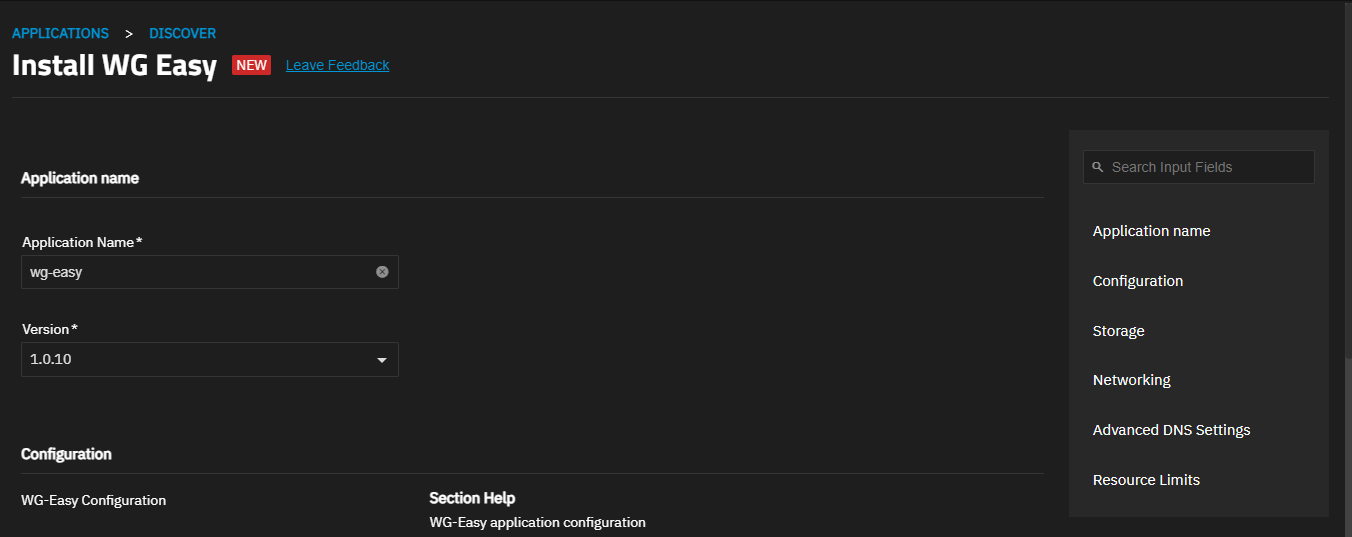 APPLICATIONS > DISCOVER
Install WG Easy NEW Leave Feedback
Application name
Application Name*
wg-easy
Version*
1.0.10
Configuration
WG-Easy Configuration
Section Help
WG-Easy application configuration
Search Input Fields
Application name
Configuration
Storage
Networking
Advanced DNS Settings
Resource Limits